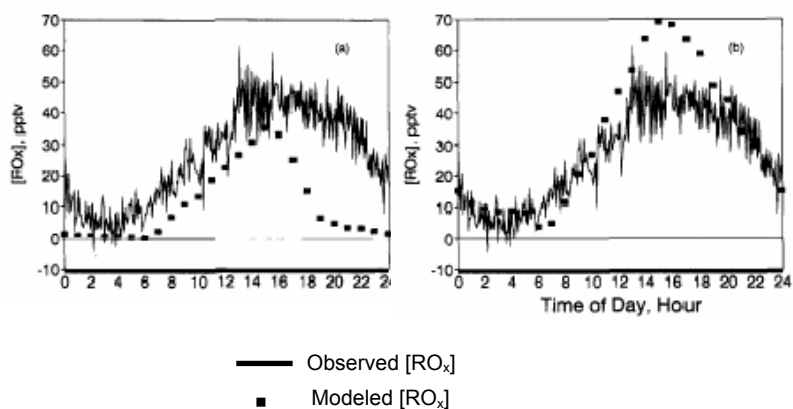 70
60
50
40
30
20
10
0
-10
[ROx], pptv
(a)
0 2 4 6 8 10 12 14 16 18 20 22 24
70
60
50
40
30
20
10
0
-10
[ROx], pptv
(b)
0 2 4 6 8 10 12 14 16 18 20 22 24
Time of Day, Hour
Observed [ROₓ]
Modeled [ROₓ]